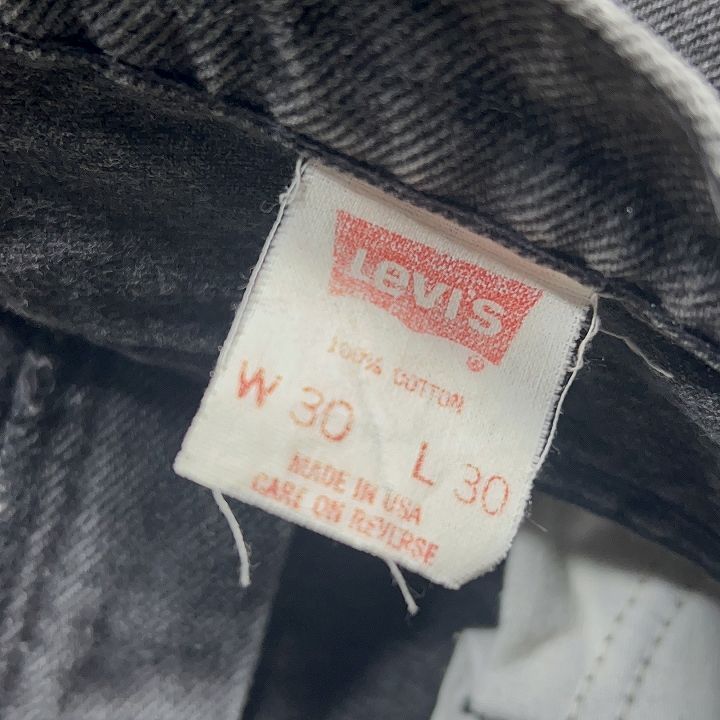 Levi's
®
100% COTTON
W 30 L 30
MADE IN USA
CARE ON REVERSE